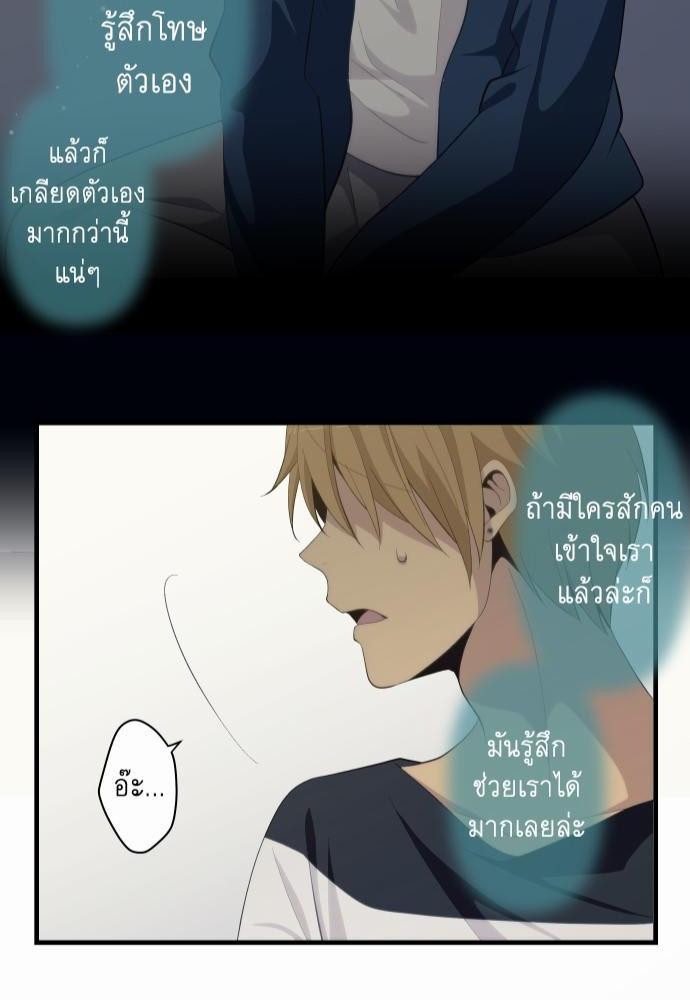 รู้สึกโทษ
ตัวเอง
แล้วก็
เกลียดตัวเอง
มากกว่านี้
แน่ๆ
ถ้ามีใครสักคน
เข้าใจเรา
แล้วล่ะก็
มันรู้สึก
ช่วยเราได้
มากเลยล่ะ
อ๊ะ...